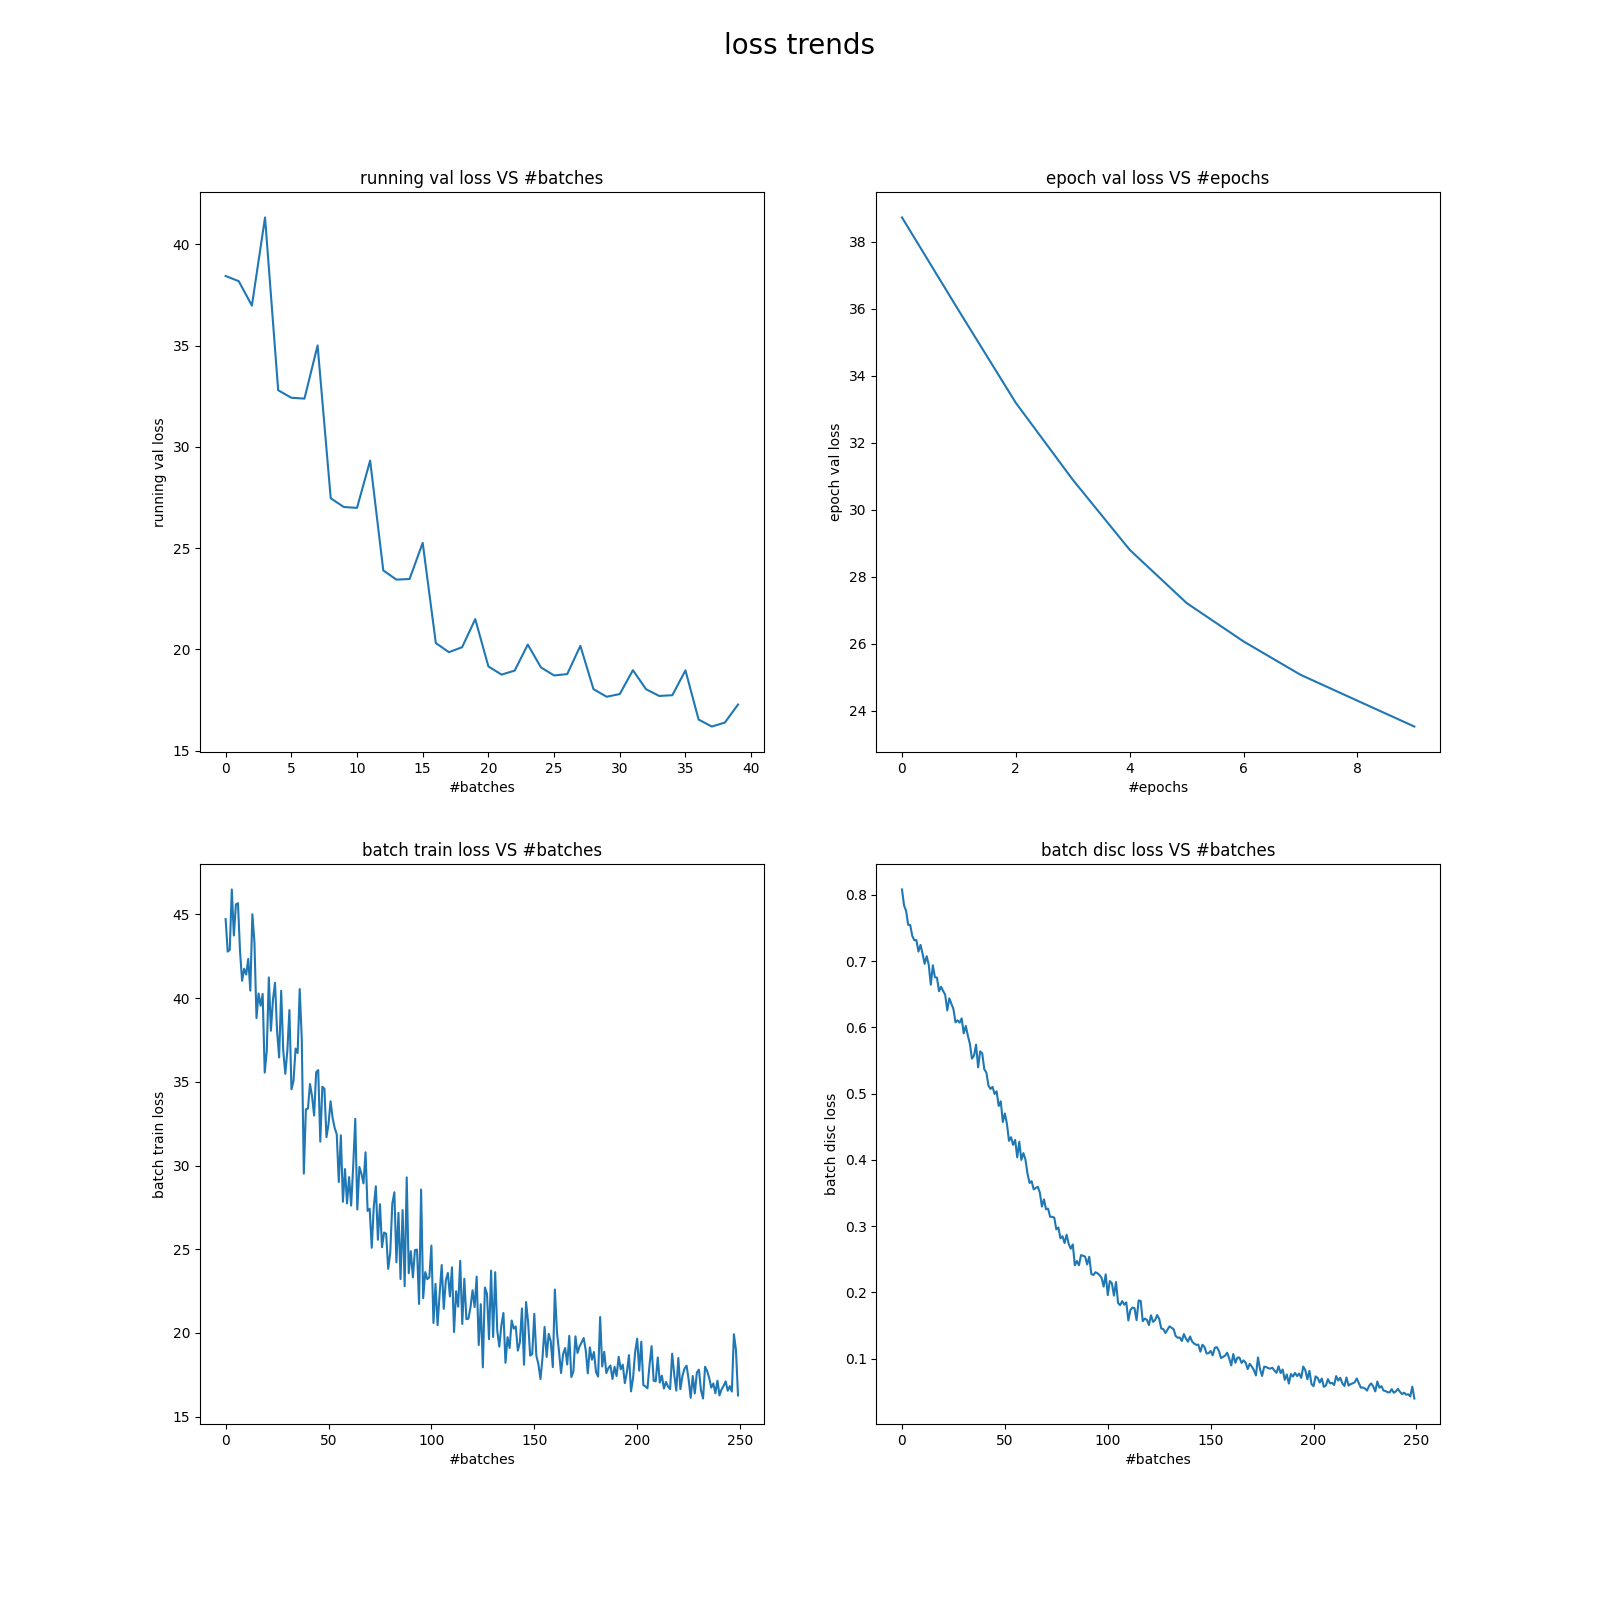 loss trends
running val loss VS #batches
40
35
30
25
20
15
running val loss
0 5 10 15 20 25 30 35 40
#batches
epoch val loss VS #epochs
38
36
34
32
30
28
26
24
epoch val loss
0 2 4 6 8
#epochs
batch train loss VS #batches
45
40
35
30
25
20
15
batch train loss
0 50 100 150 200 250
#batches
batch disc loss VS #batches
0.8
0.7
0.6
0.5
0.4
0.3
0.2
0.1
batch disc loss
0 50 100 150 200 250
#batches